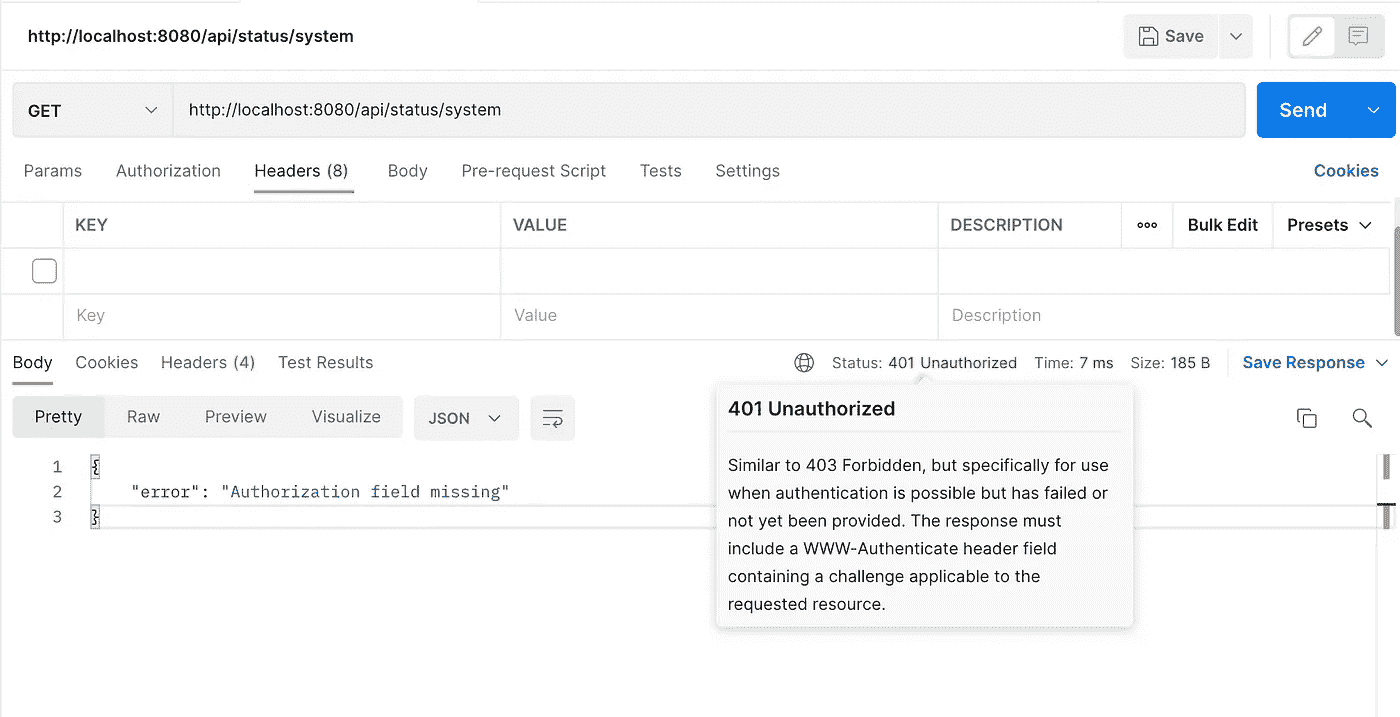 http://localhost:8080/api/status/system
Save
GET
http://localhost:8080/api/status/system
Send
Params Authorization Headers (8) Body Pre-request Script Tests Settings Cookies
KEY VALUE DESCRIPTION ooo Bulk Edit Presets
Key Value Description
Body Cookies Headers (4) Test Results Status: 401 Unauthorized Time: 7 ms Size: 185 B Save Response
Pretty Raw Preview Visualize JSON
1 {
2 "error": "Authorization field missing"
3 }
401 Unauthorized
Similar to 403 Forbidden, but specifically for use
when authentication is possible but has failed or
not yet been provided. The response must
include a WWW-Authenticate header field
containing a challenge applicable to the
requested resource.